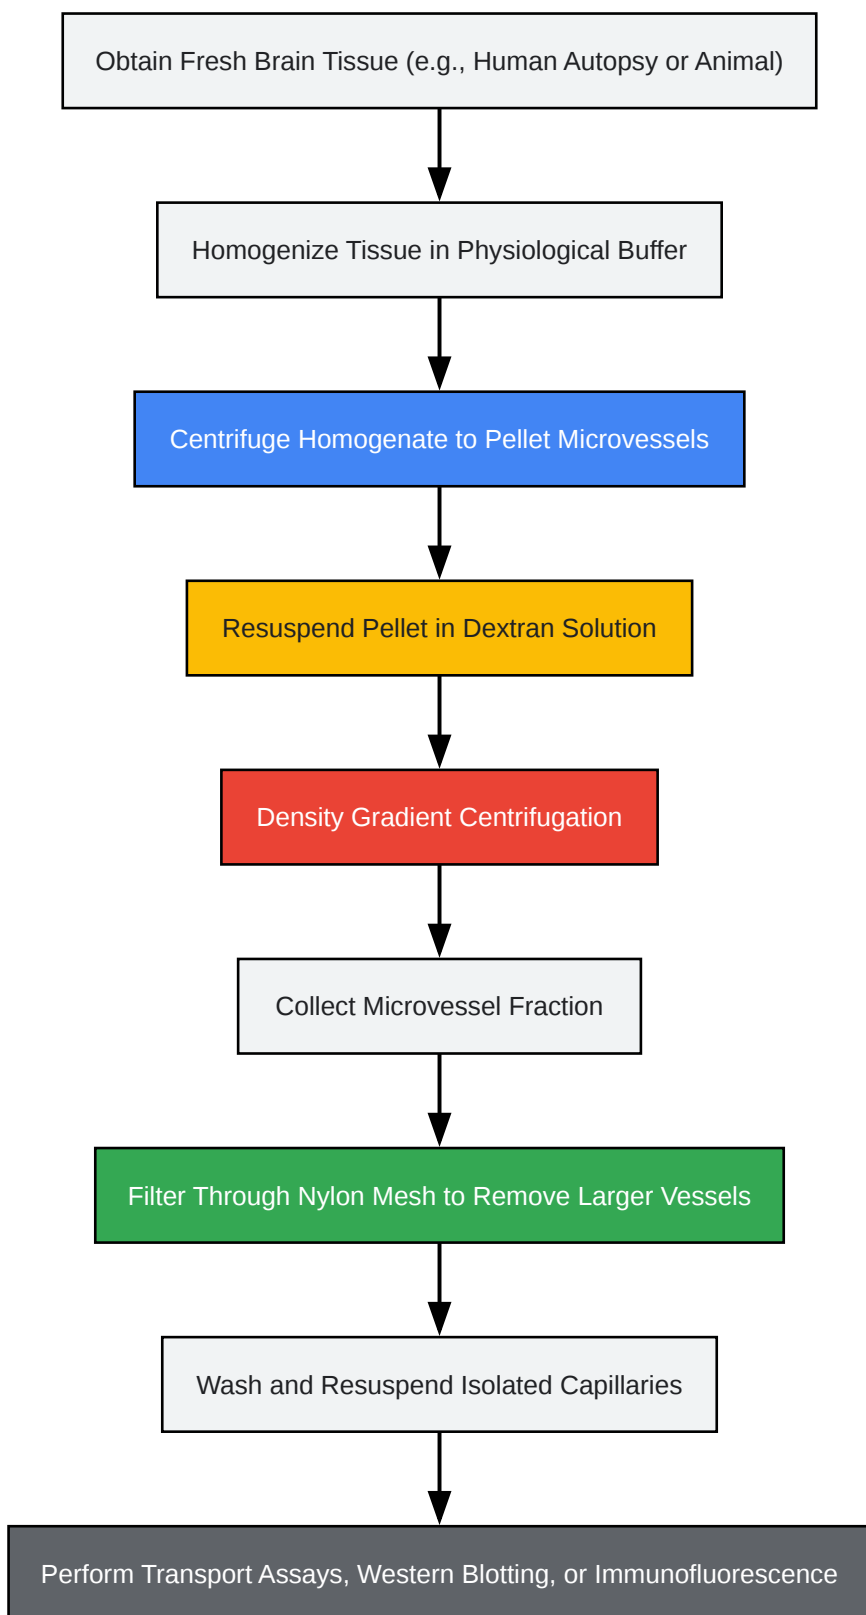 Obtain Fresh Brain Tissue (e.g., Human Autopsy or Animal)
Homogenize Tissue in Physiological Buffer
Centrifuge Homogenate to Pellet Microvessels
Resuspend Pellet in Dextran Solution
Density Gradient Centrifugation
Collect Microvessel Fraction
Filter Through Nylon Mesh to Remove Larger Vessels
Wash and Resuspend Isolated Capillaries
Perform Transport Assays, Western Blotting, or Immunofluorescence